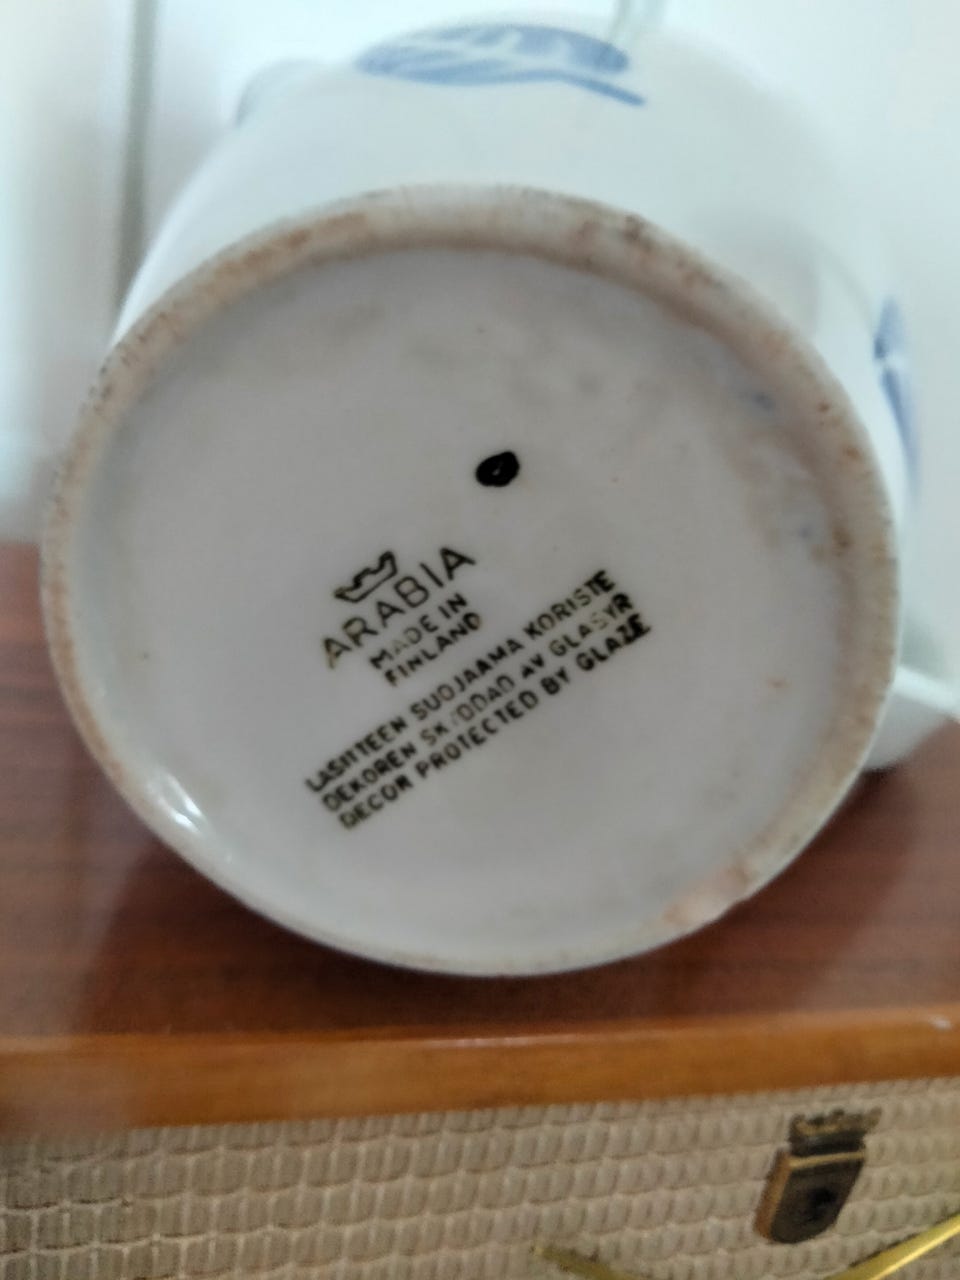 ARABIA
MADE IN
FINLAND
LASITTEEN SUOJAAMA KORISTE
DEKOREN SKYDDAD AV GLASYR
DECOR PROTECTED BY GLAZE